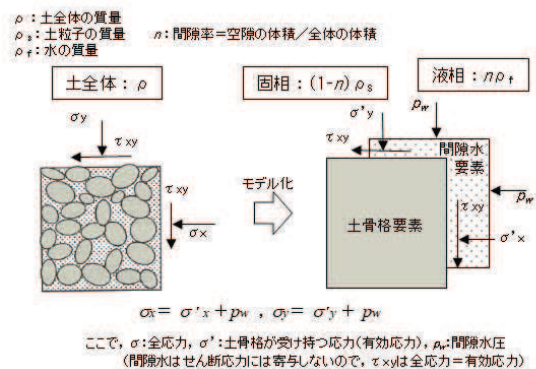 ρ：土全体の質量
ρs：土粒子の質量 n：間隙率＝空隙の体積／全体の体積
ρf：水の質量
土全体：ρ
固相：(1-n)ρs
液相：nρf
σy
τxy
τxy
σx
モデル化
σ'y
pw
τxy
間隙水
要素
τxy
pw
土骨格要素
σ'x
σx= σ'x+pw , σy= σ'y+ pw
ここで，σ：全応力，σ'：土骨格が受け持つ応力(有効応力)，pw：間隙水圧
(間隙水はせん断応力には寄与しないので，τxyは全応力＝有効応力)